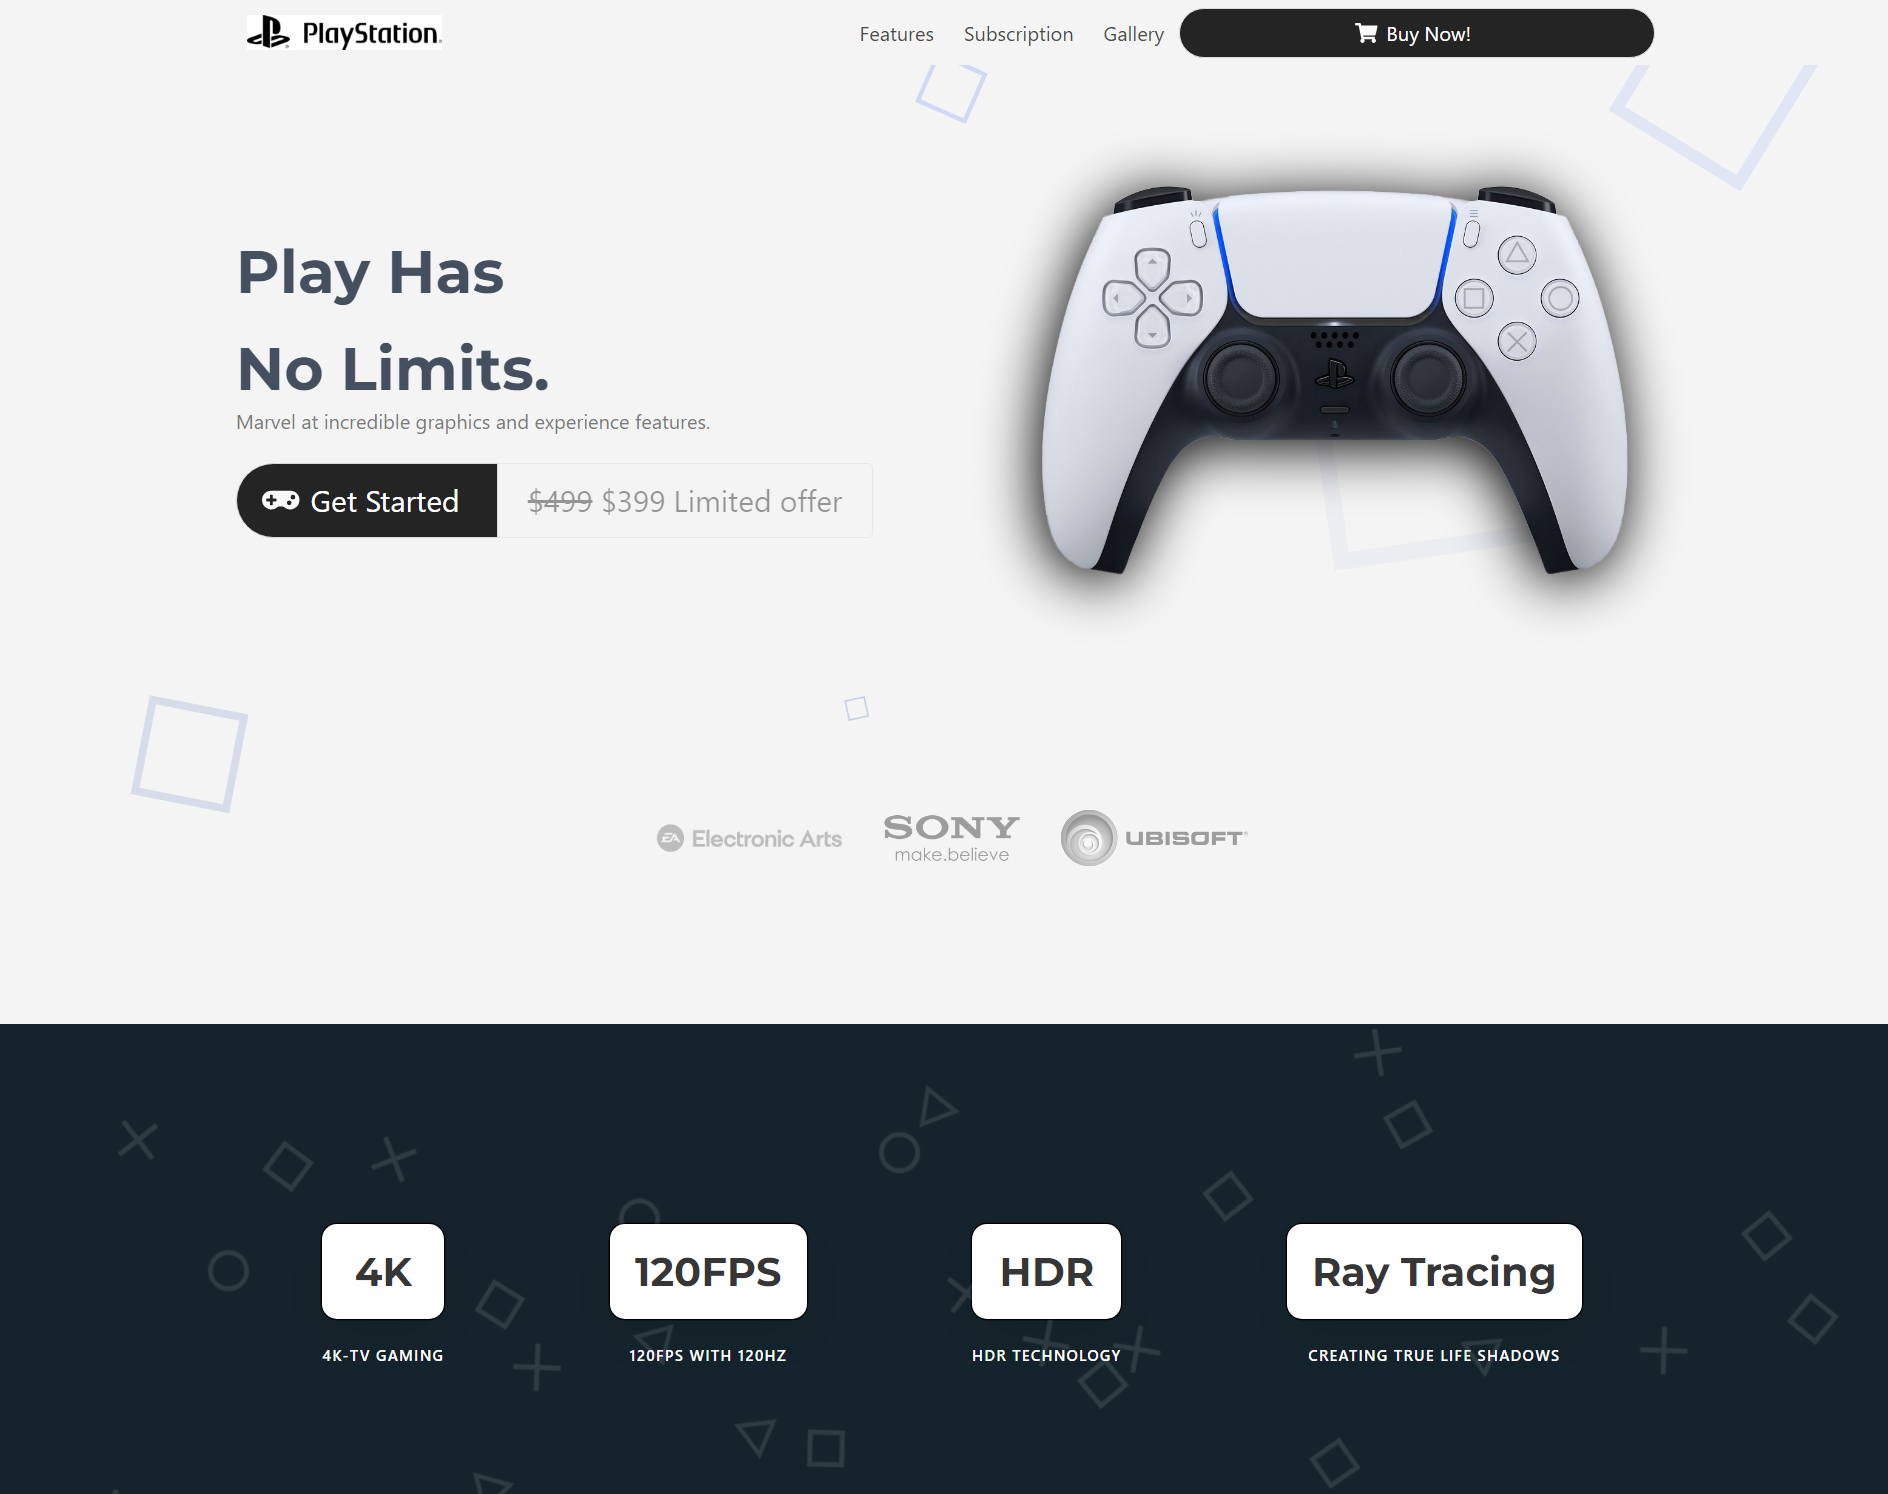 PlayStation
Features Subscription Gallery Buy Now!
Play Has
No Limits.
Marvel at incredible graphics and experience features.
Get Started $499 $399 Limited offer
EA Electronic Arts
SONY
make.believe
UBISOFT
4K 120FPS HDR Ray Tracing
4K-TV GAMING 120FPS WITH 120HZ HDR TECHNOLOGY CREATING TRUE LIFE SHADOWS